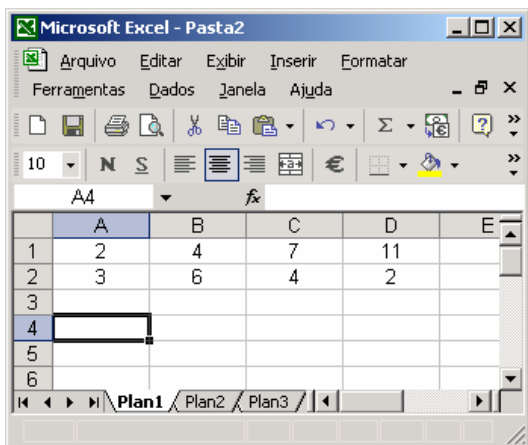 Microsoft Excel - Pasta2
Arquivo Editar Exibir Inserir Formatar
Ferramentas Dados Janela Ajuda
10 N S €
A4 fx
A B C D E
1 2 4 7 11
2 3 6 4 2
3
4
5
6
Plan1 Plan2 Plan3